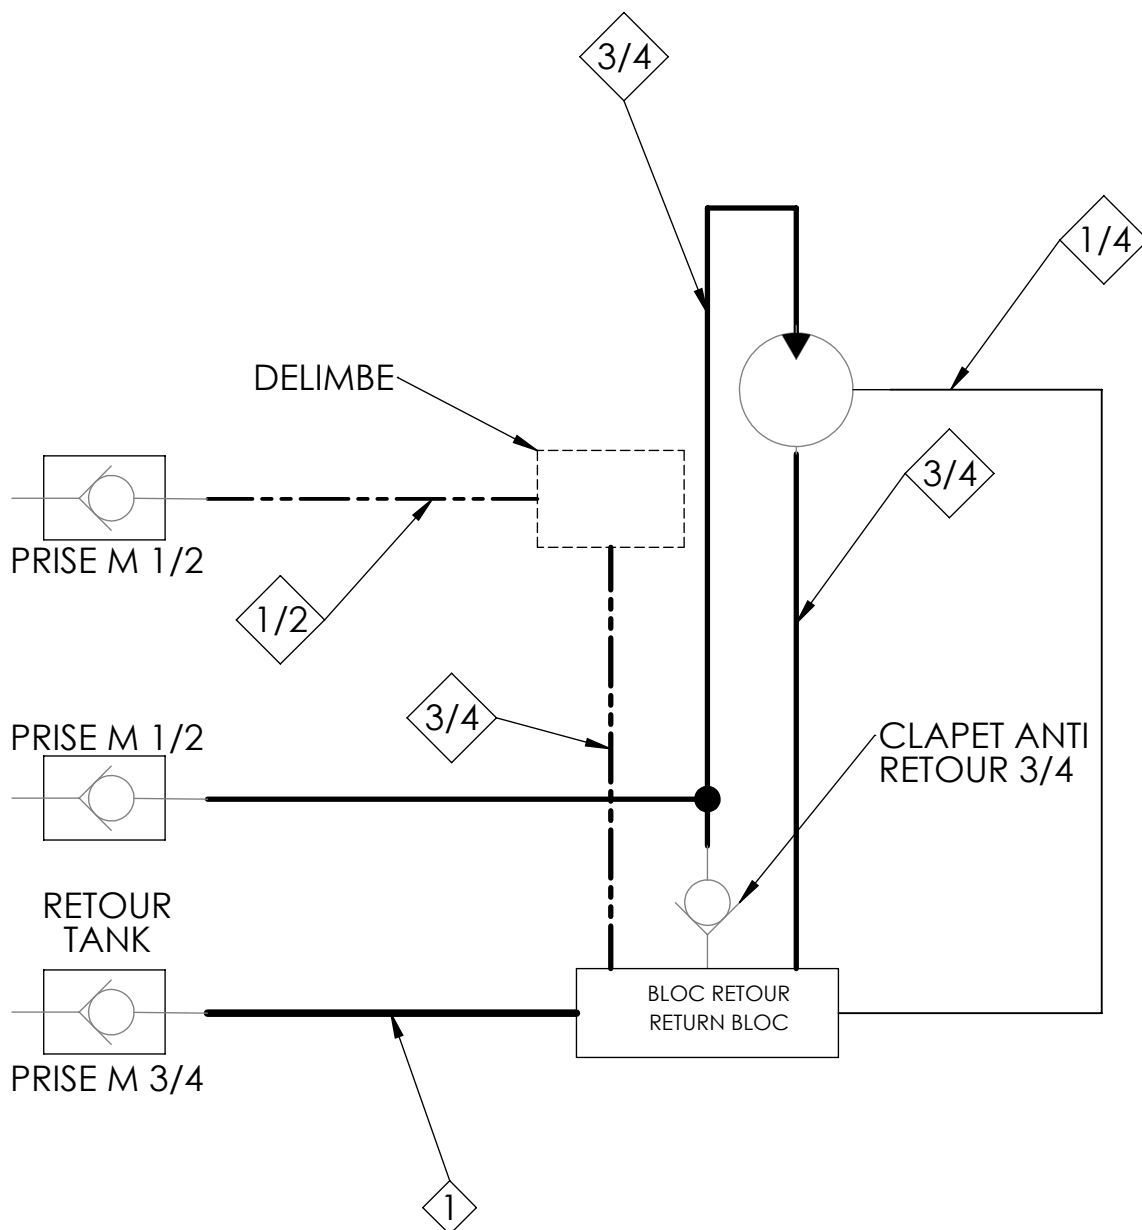 3/4
1/4
DELIMBE
3/4
PRISE M 1/2
1/2
3/4
PRISE M 1/2
CLAPET ANTI
RETOUR 3/4
RETOUR
TANK
BLOC RETOUR
RETURN BLOC
PRISE M 3/4
1